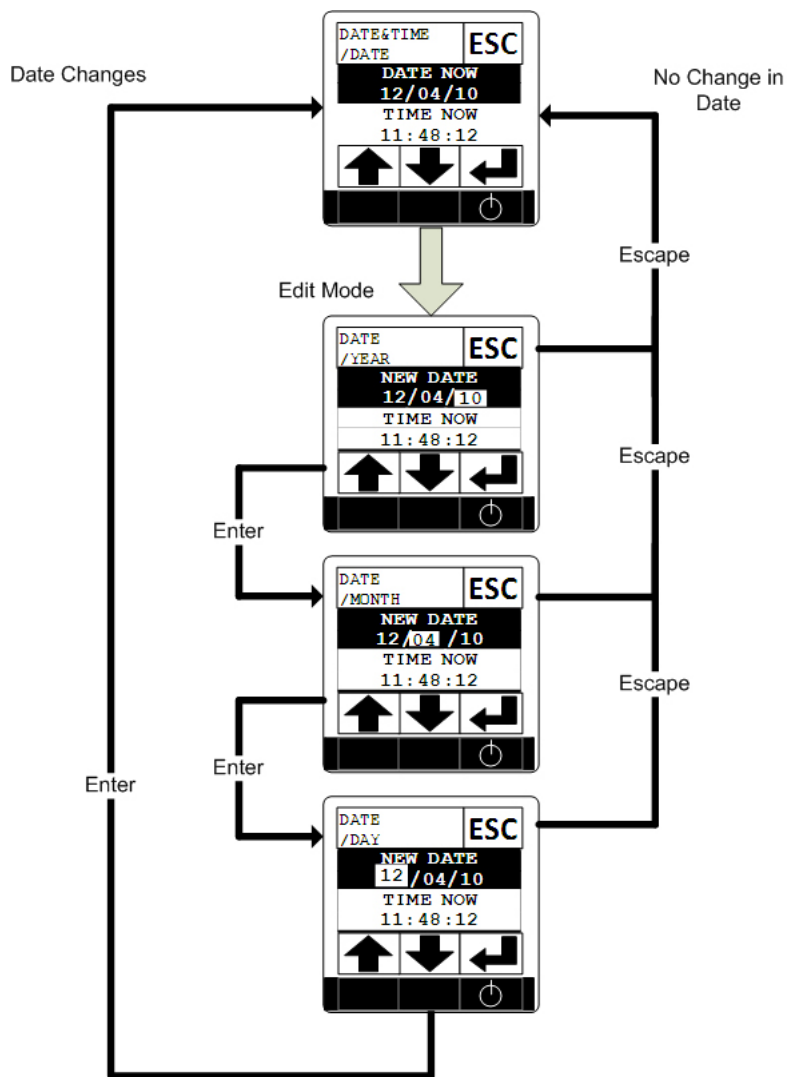 DATE&TIME
/DATE
ESC
DATE NOW
12/04/10
TIME NOW
11:48:12
Date Changes
No Change in
Date
Escape
Edit Mode
DATE
/YEAR
ESC
NEW DATE
12/04/10
TIME NOW
11:48:12
Escape
Enter
DATE
/MONTH
ESC
NEW DATE
12/04 /10
TIME NOW
11:48:12
Escape
Enter
Enter
DATE
/DAY
ESC
NEW DATE
12 /04/10
TIME NOW
11:48:12